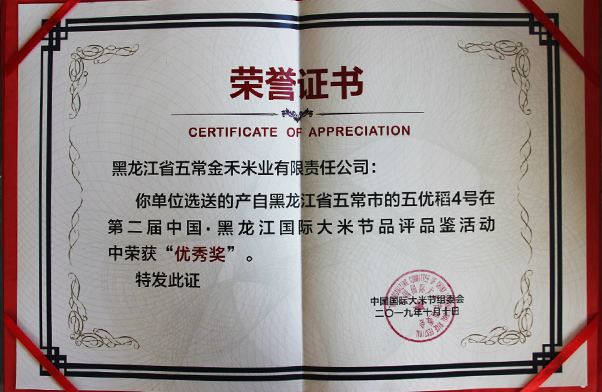 荣誉证书
CERTIFICATE OF APPRECIATION
黑龙江省五常金禾米业有限责任公司：
你单位选送的产自黑龙江省五常市的五优稻4号在
第二届中国·黑龙江国际大米节品评品鉴活动
中荣获“优秀奖”。
特发此证
中国国际大米节组委会
二〇一九年十月十日